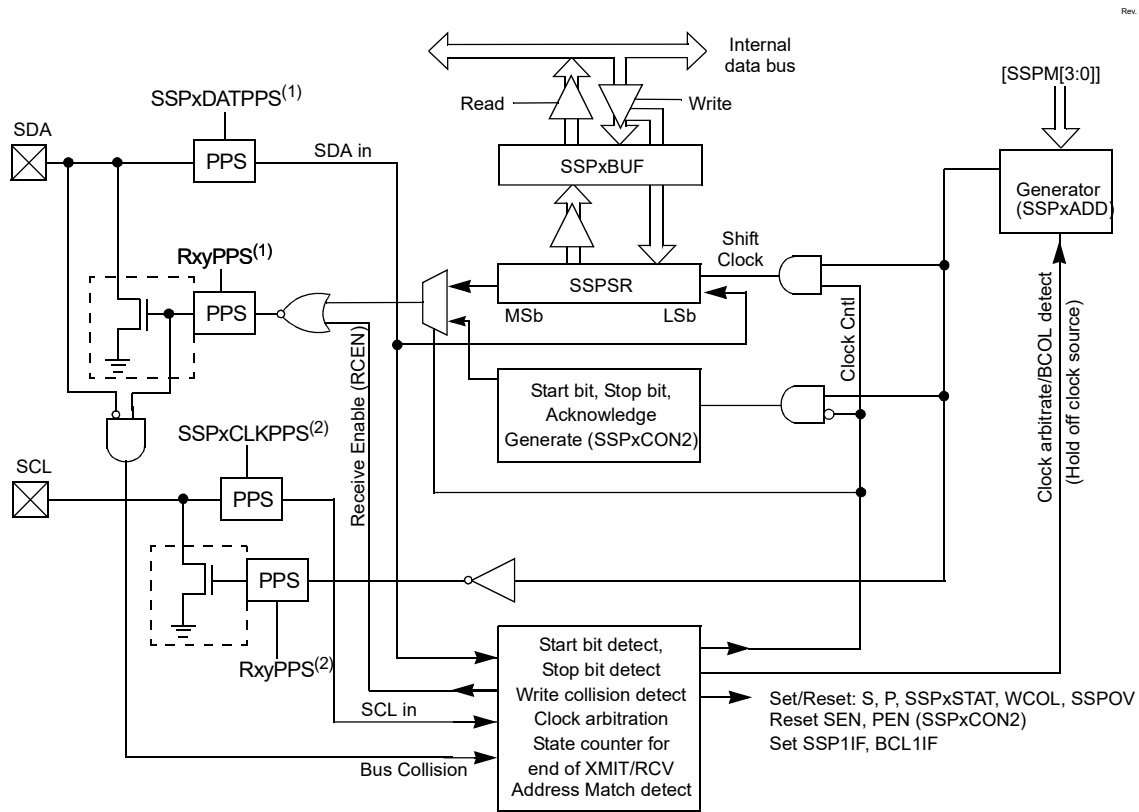 Rev.
Internal
data bus
[SSPM[3:0]]
SSPxDATPPS(1)
Read
Write
SDA
PPS
SDA in
SSPxBUF
Generator
(SSPxADD)
RxyPPS(1)
Shift
Clock
PPS
SSPSR
MSb
LSb
Receive Enable (RCEN)
Clock Cntl
Clock arbitrate/BCOL detect
(Hold off clock source)
Start bit, Stop bit,
Acknowledge
Generate (SSPxCON2)
SSPxCLKPPS(2)
SCL
PPS
PPS
RxyPPS(2)
Start bit detect,
Stop bit detect
Write collision detect
Clock arbitration
State counter for
end of XMIT/RCV
Address Match detect
SCL in
Bus Collision
Set/Reset: S, P, SSPxSTAT, WCOL, SSPOV
Reset SEN, PEN (SSPxCON2)
Set SSP1IF, BCL1IF